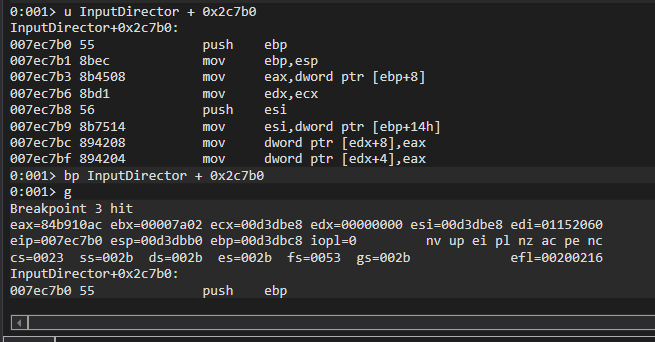 0:001> u InputDirector + 0x2c7b0
InputDirector+0x2c7b0:
007ec7b0 55 push ebp
007ec7b1 8bec mov ebp,esp
007ec7b3 8b4508 mov eax,dword ptr [ebp+8]
007ec7b6 8bd1 mov edx,ecx
007ec7b8 56 push esi
007ec7b9 8b7514 mov esi,dword ptr [ebp+14h]
007ec7bc 894208 mov dword ptr [edx+8],eax
007ec7bf 894204 mov dword ptr [edx+4],eax
0:001> bp InputDirector + 0x2c7b0
0:001> g
Breakpoint 3 hit
eax=84b910ac ebx=00007a02 ecx=00d3dbe8 edx=00000000 esi=00d3dbe8 edi=01152060
eip=007ec7b0 esp=00d3dbb0 ebp=00d3dbc8 iopl=0 nv up ei pl nz ac pe nc
cs=0023 ss=002b ds=002b es=002b fs=0053 gs=002b efl=00200216
InputDirector+0x2c7b0:
007ec7b0 55 push ebp